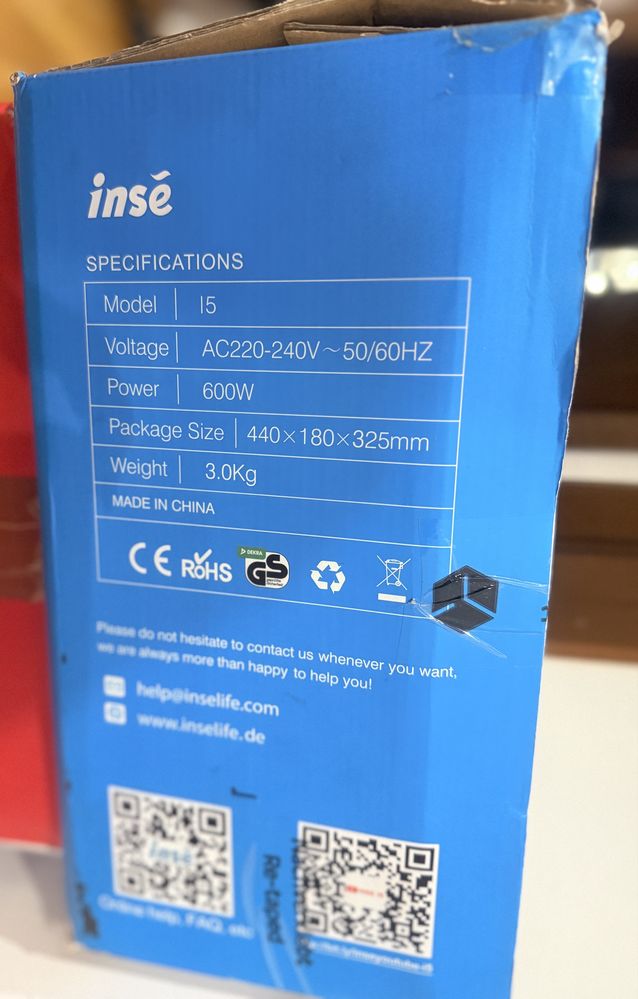 insé
SPECIFICATIONS
Model | I5
Voltage | AC220-240V～50/60HZ
Power | 600W
Package Size | 440×180×325mm
Weight | 3.0Kg
MADE IN CHINA
CE RoHS DEKRA GS
Please do not hesitate to contact us whenever you want,
we are always more than happy to help you!
help@inselife.com
www.inselife.de
insé
Re-taped
Online help, FAQ, etc